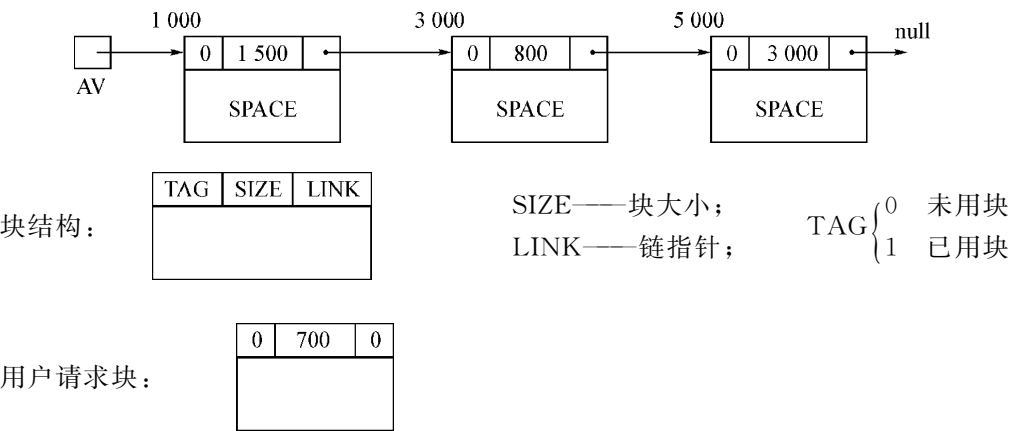 1 000 3 000 5 000
0 1 500 0 800 0 3 000 null
AV
SPACE SPACE SPACE
TAG SIZE LINK
块结构：
SIZE——块大小； TAG{0 未用块
LINK——链指针； 1 已用块
0 700 0
用户请求块：